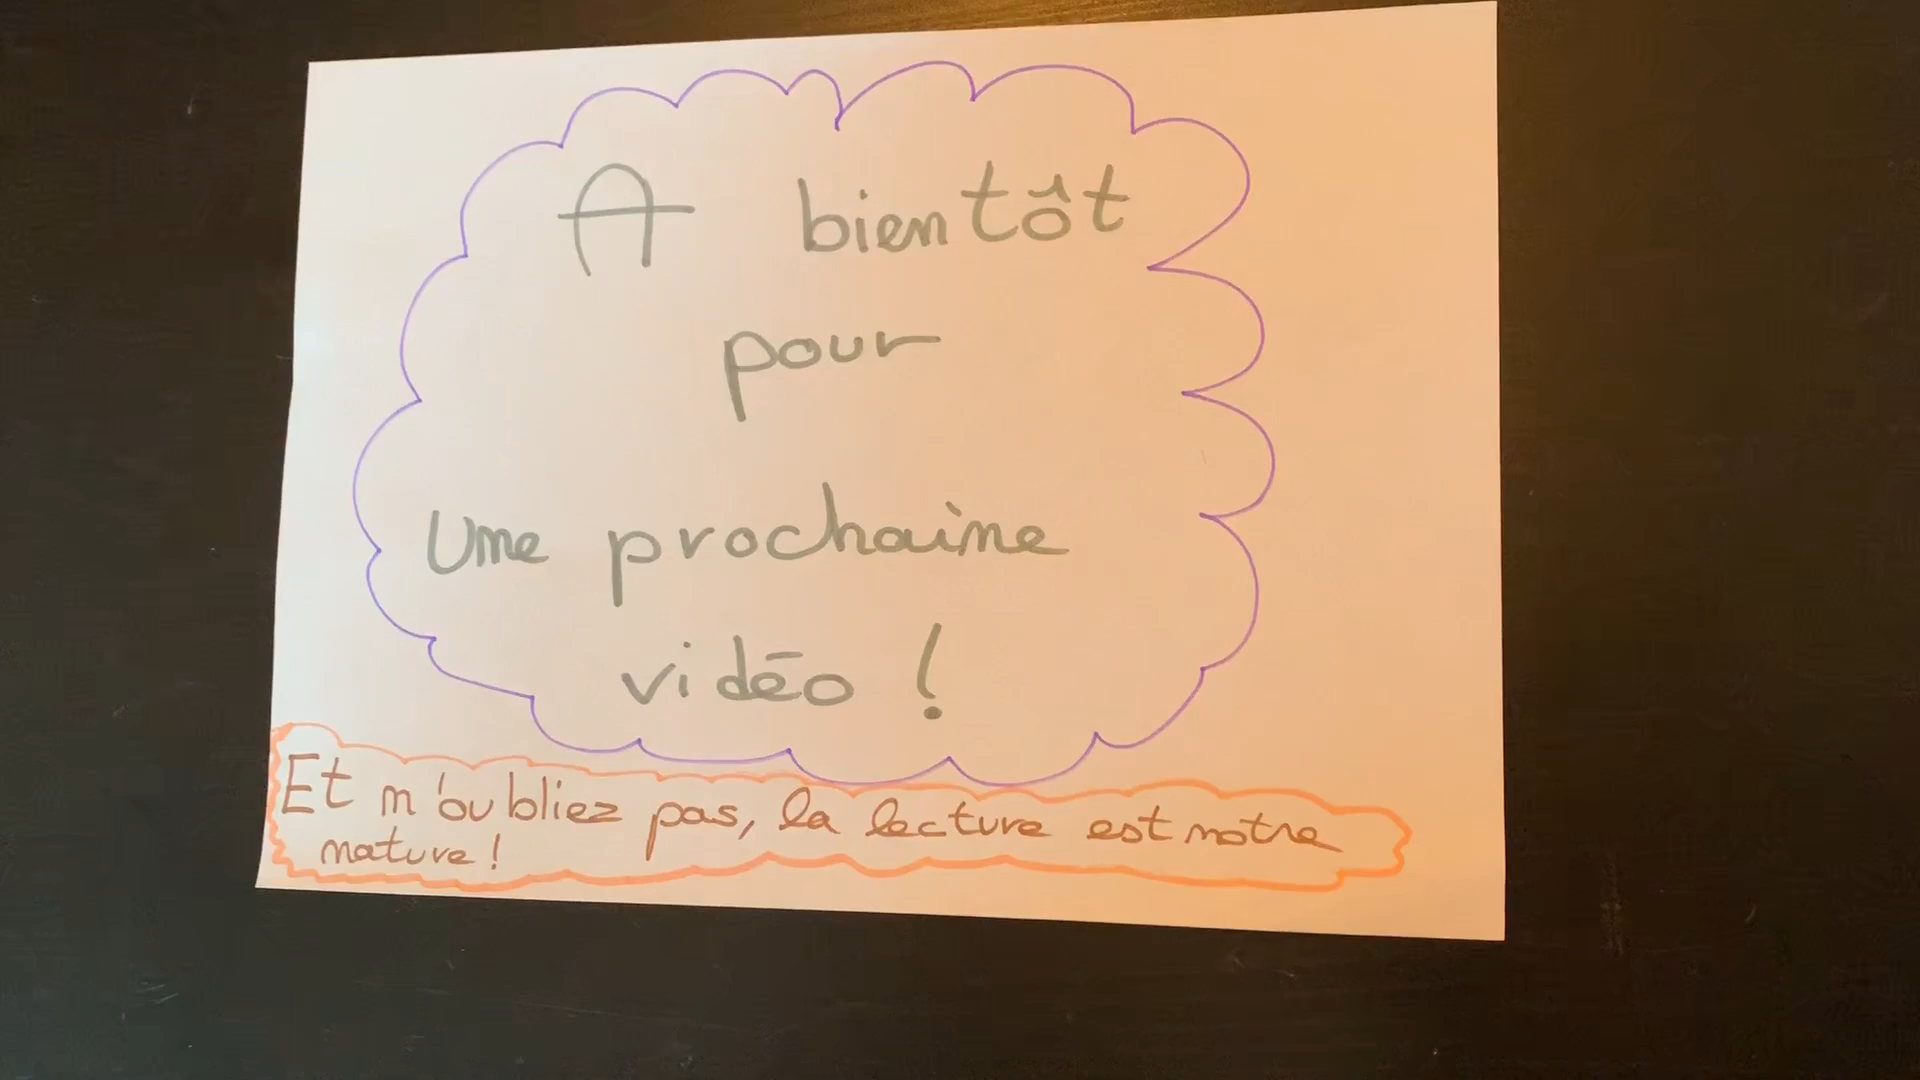 A bientôt
pour
Une prochaine
vidéo !
Et n'oubliez pas, la lecture est notre
nature !